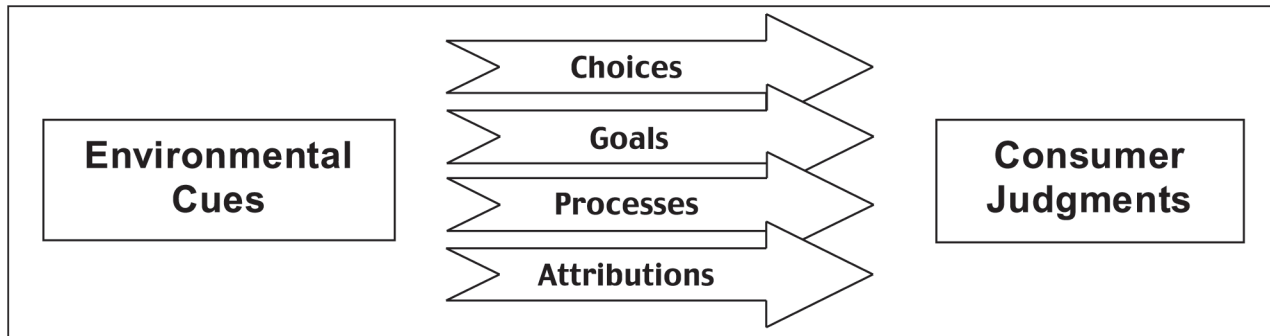 Environmental
Cues
Choices
Goals
Processes
Attributions
Consumer
Judgments